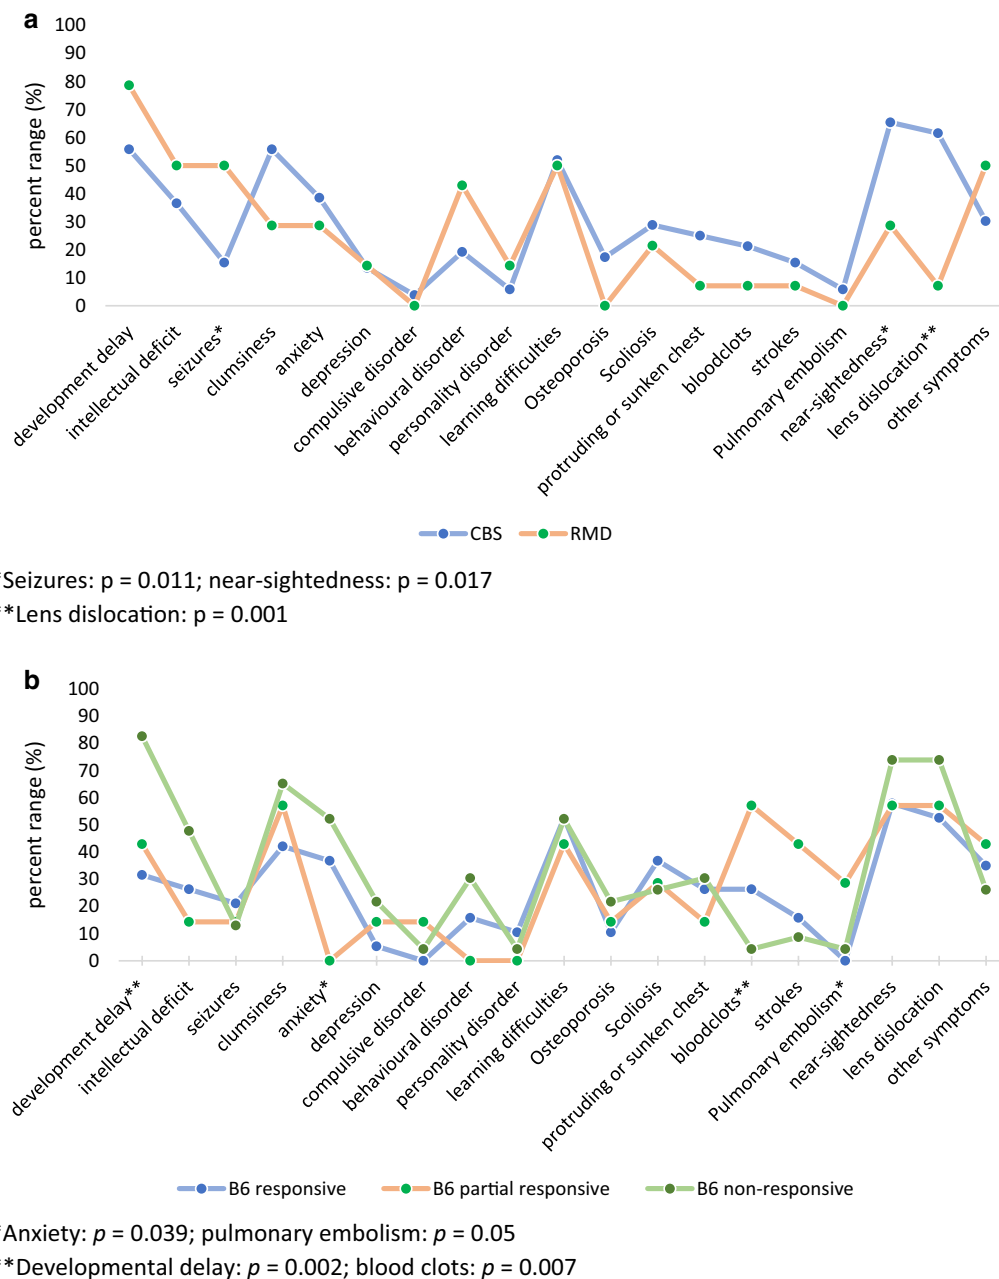 a
100
90
80
70
60
50
40
30
20
10
0
percent range (%)
development delay
intellectual deficit
seizures*
clumsiness
anxiety
depression
compulsive disorder
behavioural disorder
personality disorder
learning difficulties
Osteoporosis
Scoliosis
protruding or sunken chest
bloodclots
strokes
Pulmonary embolism
near-sightedness*
lens dislocation**
other symptoms
CBS RMD
*Seizures: p = 0.011; near-sightedness: p = 0.017
**Lens dislocation: p = 0.001
b
100
90
80
70
60
50
40
30
20
10
0
percent range (%)
development delay**
intellectual deficit
seizures
clumsiness
anxiety*
depression
compulsive disorder
behavioural disorder
personality disorder
learning difficulties
Osteoporosis
Scoliosis
protruding or sunken chest
bloodclots**
strokes
Pulmonary embolism*
near-sightedness
lens dislocation
other symptoms
B6 responsive B6 partial responsive B6 non-responsive
*Anxiety: p = 0.039; pulmonary embolism: p = 0.05
**Developmental delay: p = 0.002; blood clots: p = 0.007